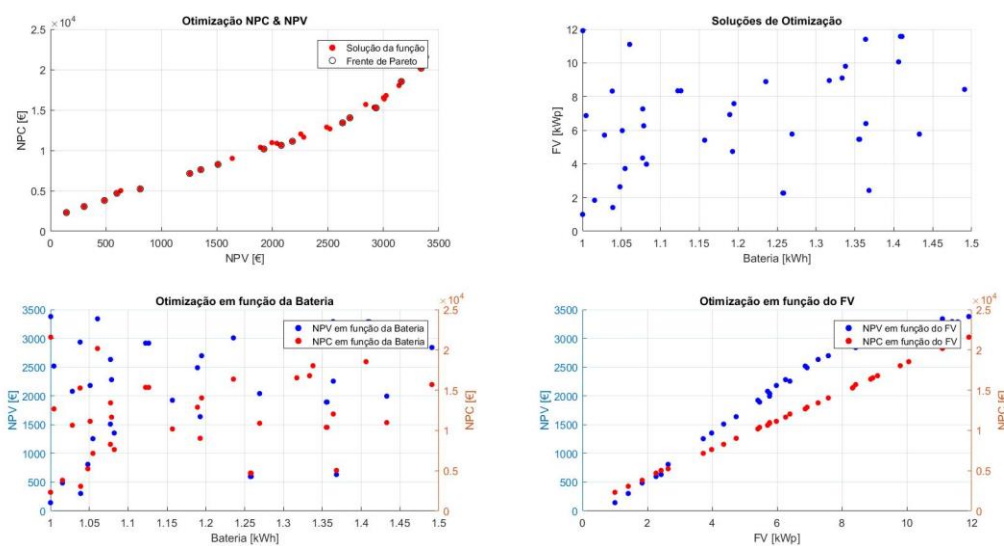 Otimização NPC & NPV
×10^4
2.5
2
1.5
1
0.5
0
NPC [€]
Solução da função
Frente de Pareto
0 500 1000 1500 2000 2500 3000 3500
NPV [€]
Soluções de Otimização
12
10
8
6
4
2
0
FV [kWp]
1 1.05 1.1 1.15 1.2 1.25 1.3 1.35 1.4 1.45 1.5
Bateria [kWh]
Otimização em função da Bateria
3500
3000
2500
2000
1500
1000
500
0
NPV [€]
NPV em função da Bateria
NPC em função da Bateria
×10^4
2.5
2
1.5
1
0.5
0
NPC [€]
1 1.05 1.1 1.15 1.2 1.25 1.3 1.35 1.4 1.45 1.5
Bateria [kWh]
Otimização em função do FV
3500
3000
2500
2000
1500
1000
500
0
NPV [€]
NPV em função do FV
NPC em função do FV
×10^4
2.5
2
1.5
1
0.5
0
NPC [€]
0 2 4 6 8 10 12
FV [kWp]